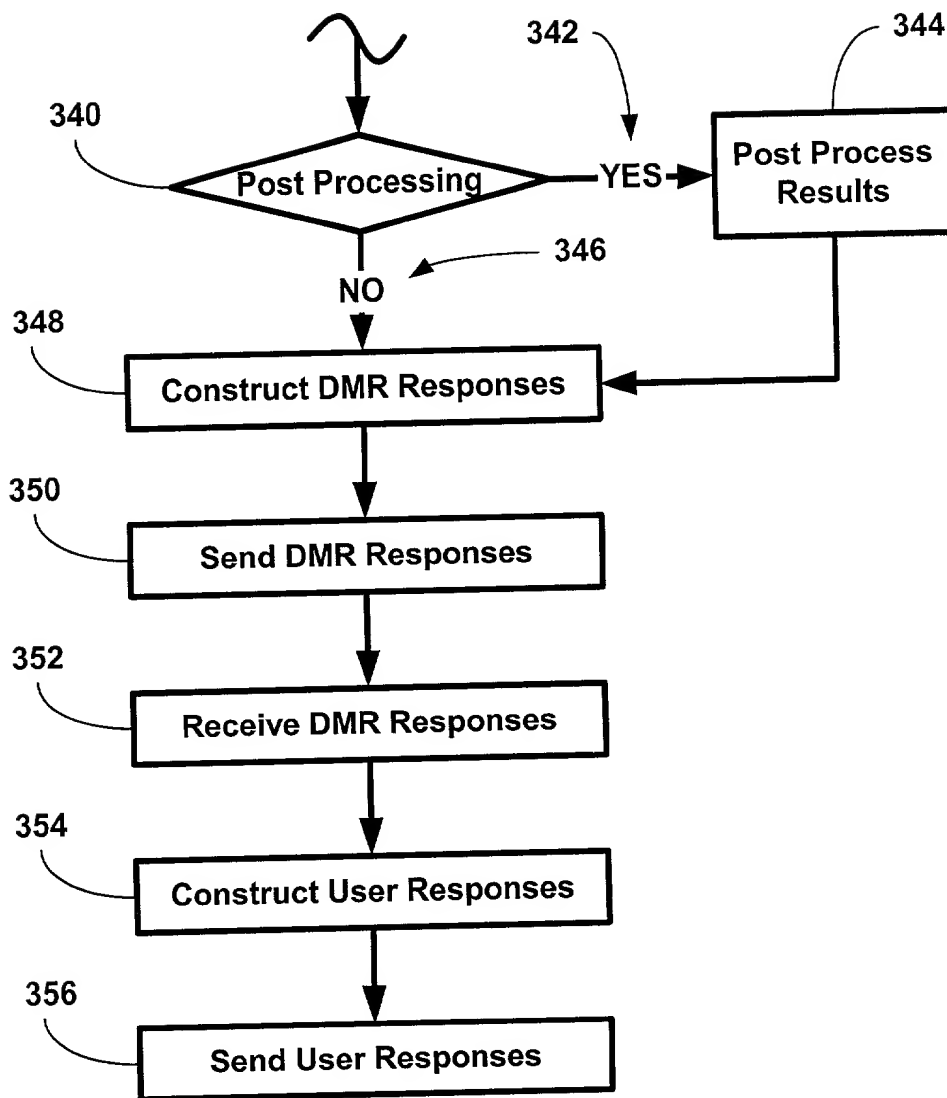 342
344
340
Post Processing
YES
Post Process
Results
346
NO
348
Construct DMR Responses
350
Send DMR Responses
352
Receive DMR Responses
354
Construct User Responses
356
Send User Responses